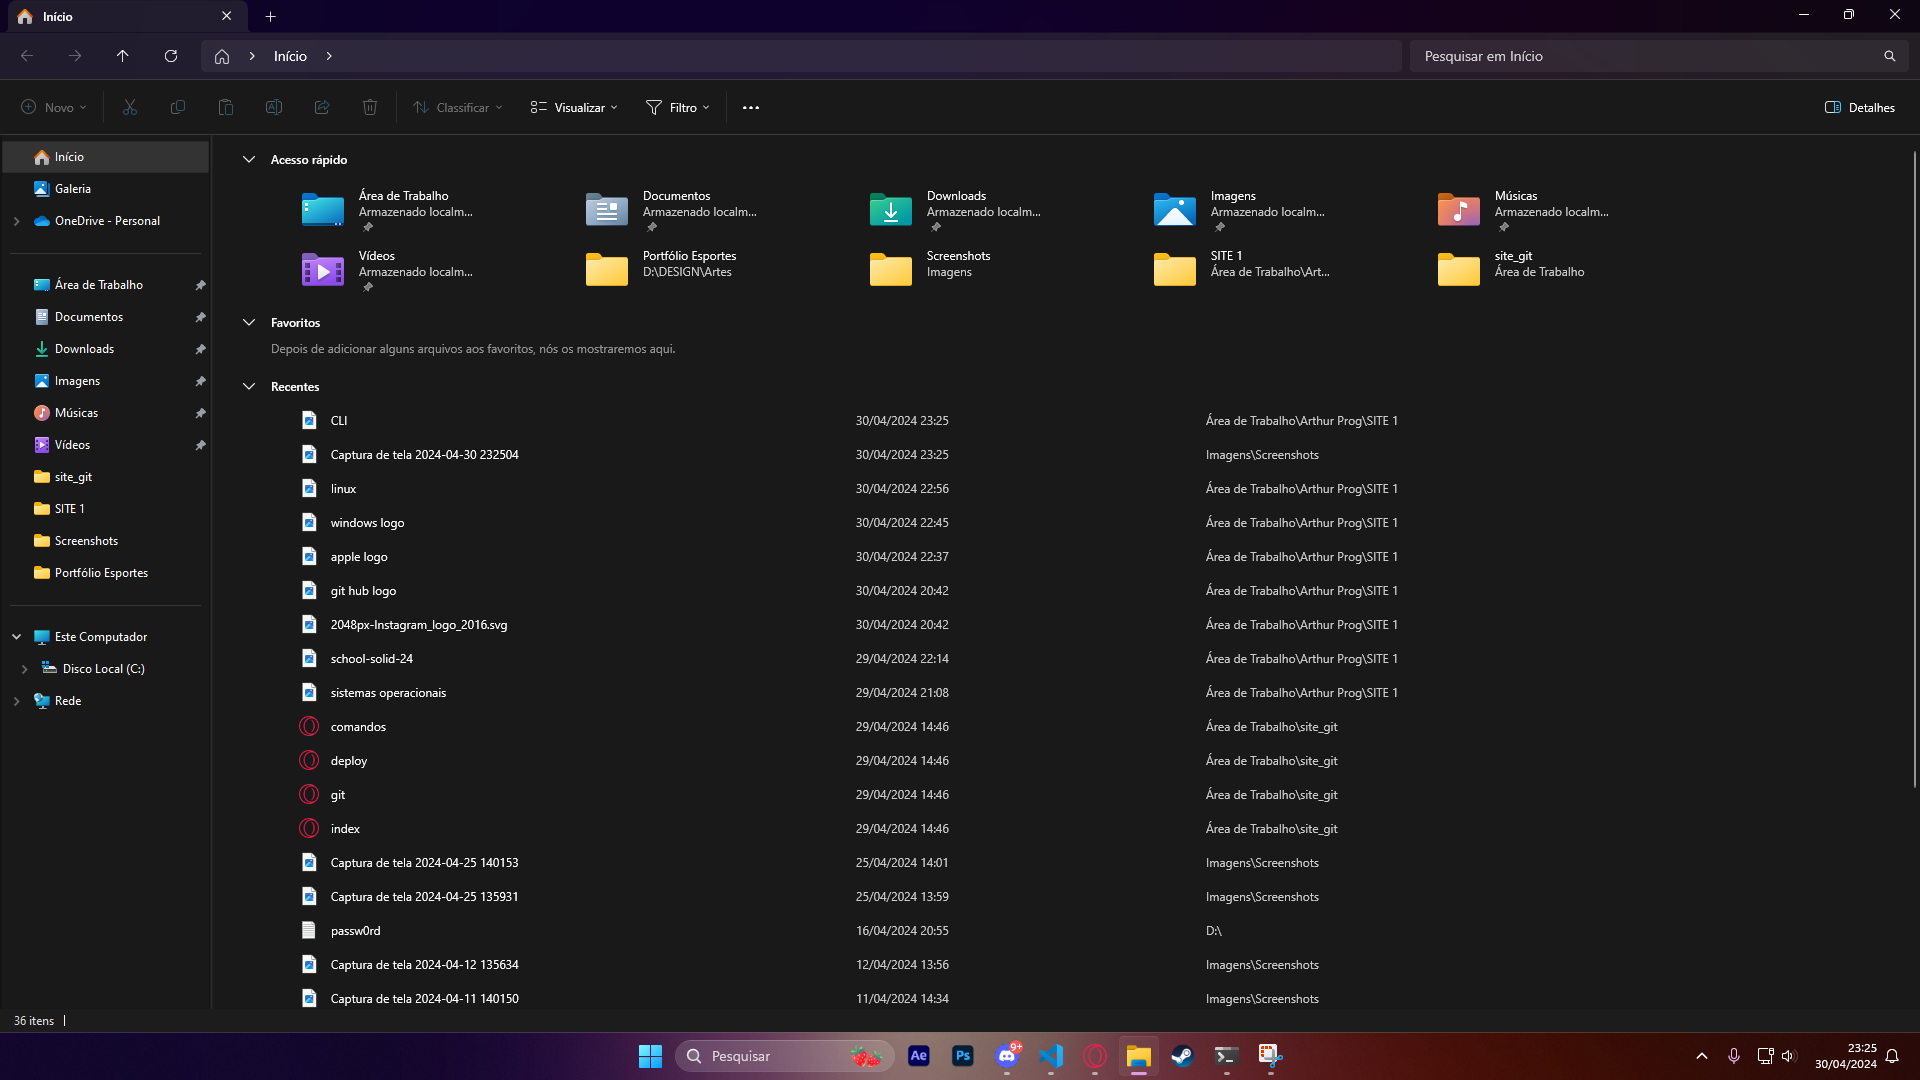 Início
Início
Pesquisar em Início
Novo
Classificar
Visualizar
Filtro
Detalhes
Início
Galeria
OneDrive - Personal
Área de Trabalho
Documentos
Downloads
Imagens
Músicas
Vídeos
site_git
SITE 1
Screenshots
Portfólio Esportes
Este Computador
Disco Local (C:)
Rede
Acesso rápido
Área de Trabalho
Armazenado localm...
Documentos
Armazenado localm...
Downloads
Armazenado localm...
Imagens
Armazenado localm...
Músicas
Armazenado localm...
Vídeos
Armazenado localm...
Portfólio Esportes
D:\DESIGN\Artes
Screenshots
Imagens
SITE 1
Área de Trabalho\Art...
site_git
Área de Trabalho
Favoritos
Depois de adicionar alguns arquivos aos favoritos, nós os mostraremos aqui.
Recentes
CLI 30/04/2024 23:25 Área de Trabalho\Arthur Prog\SITE 1
Captura de tela 2024-04-30 232504 30/04/2024 23:25 Imagens\Screenshots
linux 30/04/2024 22:56 Área de Trabalho\Arthur Prog\SITE 1
windows logo 30/04/2024 22:45 Área de Trabalho\Arthur Prog\SITE 1
apple logo 30/04/2024 22:37 Área de Trabalho\Arthur Prog\SITE 1
git hub logo 30/04/2024 20:42 Área de Trabalho\Arthur Prog\SITE 1
2048px-Instagram_logo_2016.svg 30/04/2024 20:42 Área de Trabalho\Arthur Prog\SITE 1
school-solid-24 29/04/2024 22:14 Área de Trabalho\Arthur Prog\SITE 1
sistemas operacionais 29/04/2024 21:08 Área de Trabalho\Arthur Prog\SITE 1
comandos 29/04/2024 14:46 Área de Trabalho\site_git
deploy 29/04/2024 14:46 Área de Trabalho\site_git
git 29/04/2024 14:46 Área de Trabalho\site_git
index 29/04/2024 14:46 Área de Trabalho\site_git
Captura de tela 2024-04-25 140153 25/04/2024 14:01 Imagens\Screenshots
Captura de tela 2024-04-25 135931 25/04/2024 13:59 Imagens\Screenshots
passw0rd 16/04/2024 20:55 D:\
Captura de tela 2024-04-12 135634 12/04/2024 13:56 Imagens\Screenshots
Captura de tela 2024-04-11 140150 11/04/2024 14:34 Imagens\Screenshots
36 itens
Pesquisar
Ae
Ps
9+
23:25
30/04/2024